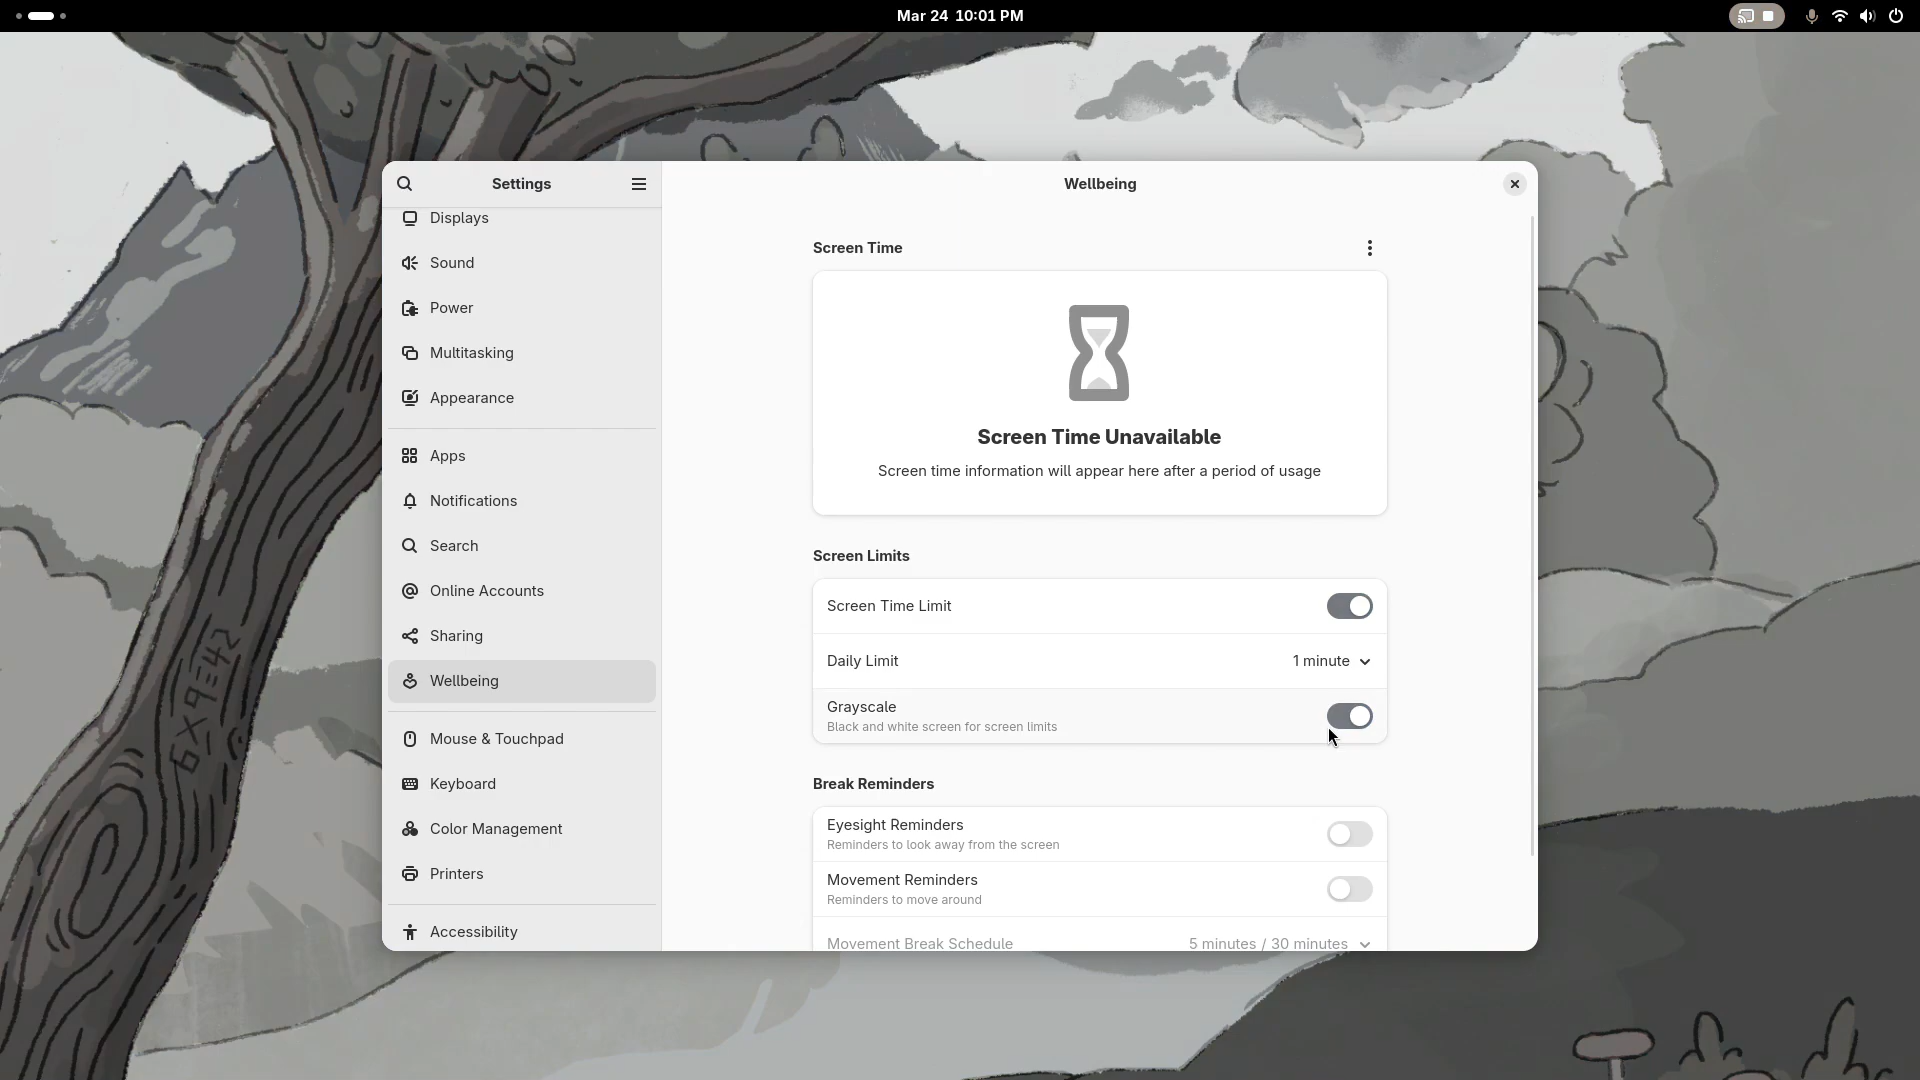 Mar 24 10:01 PM
Settings
Wellbeing
Displays
Sound
Power
Multitasking
Appearance
Apps
Notifications
Search
Online Accounts
Sharing
Wellbeing
Mouse & Touchpad
Keyboard
Color Management
Printers
Accessibility
Screen Time
Screen Time Unavailable
Screen time information will appear here after a period of usage
Screen Limits
Screen Time Limit
Daily Limit 1 minute
Grayscale
Black and white screen for screen limits
Break Reminders
Eyesight Reminders
Reminders to look away from the screen
Movement Reminders
Reminders to move around
Movement Break Schedule 5 minutes / 30 minutes